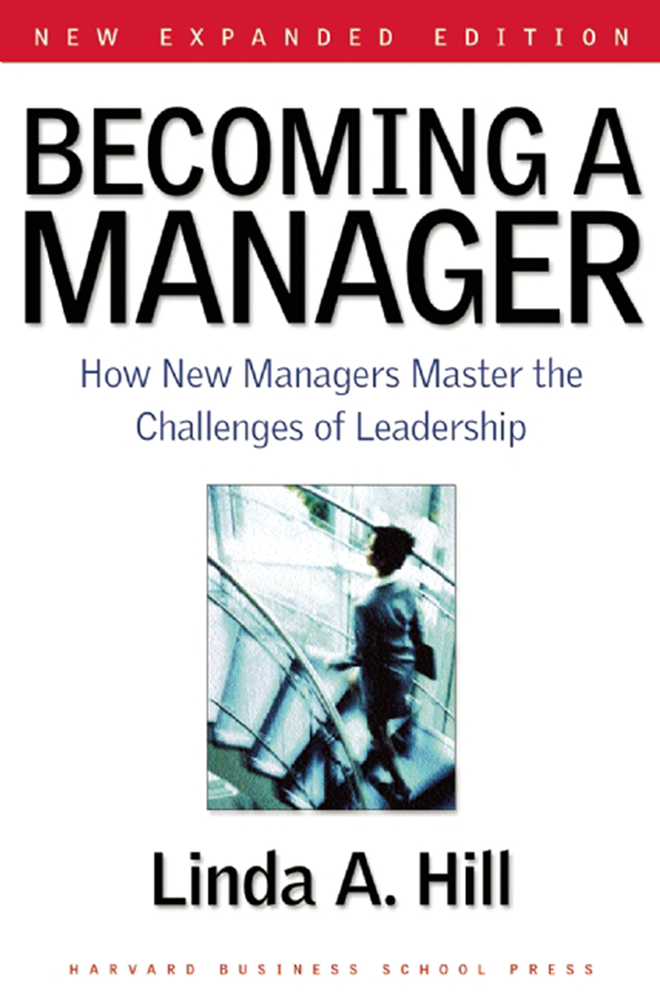 NEW EXPANDED EDITION
BECOMING A
MANAGER
How New Managers Master the
Challenges of Leadership
Linda A. Hill
HARVARD BUSINESS SCHOOL PRESS